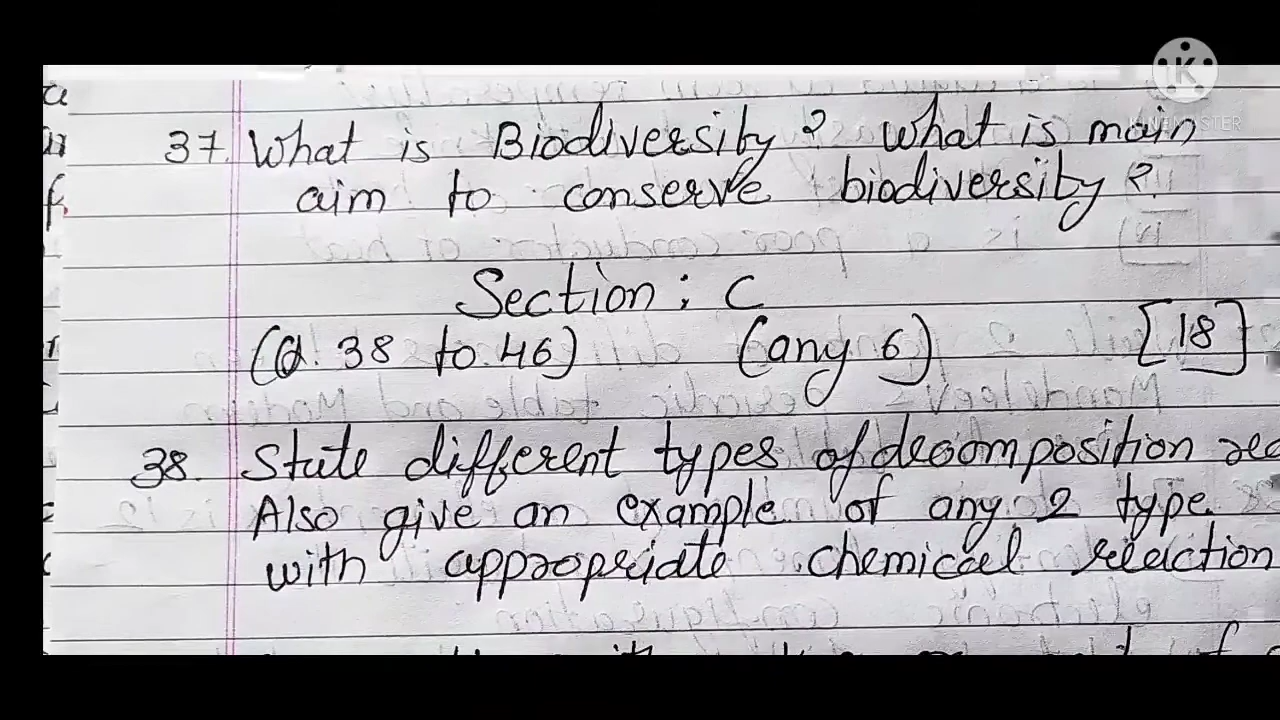 37. What is Biodiversity? What is main
aim to conserve biodiversity?
Section : C
(Q. 38 to 46) (any 6) [18]
38. State different types of decomposition
Also give an example of any 2 type
with appropriate chemical reaction